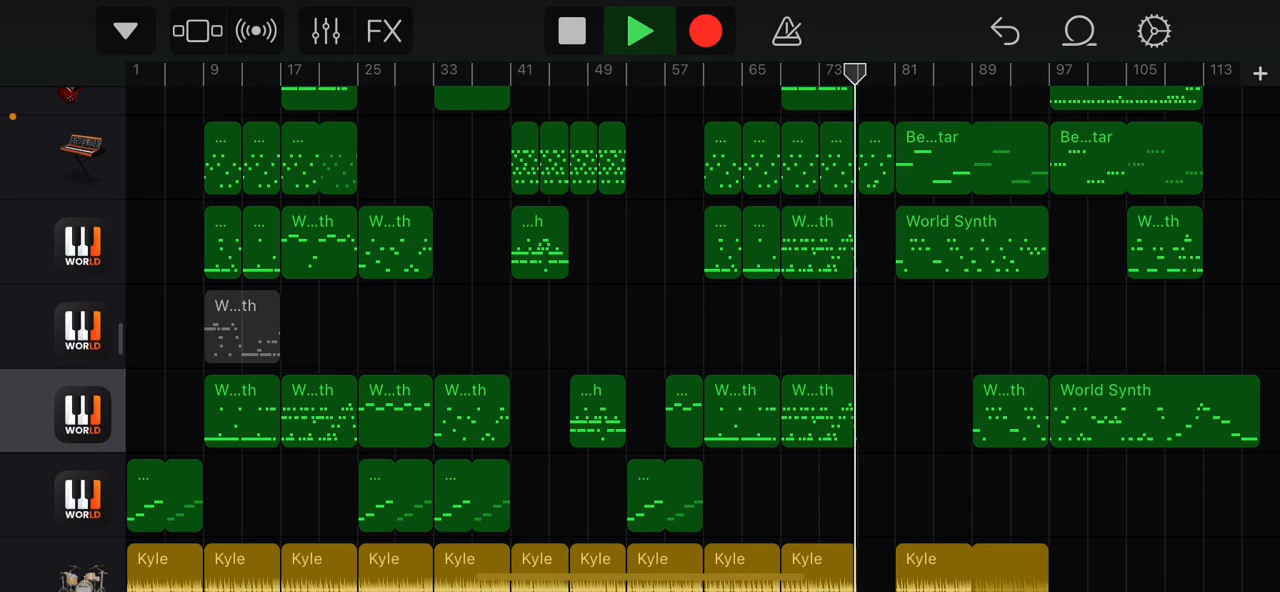 FX
1 9 17 25 33 41 49 57 65 73 81 89 97 105 113 +
... ... ... ... ... ... ... ... Be...tar Be...tar
WORLD ... ... W...th W...th ...h ... ... W...th World Synth W...th
WORLD W...th
WORLD W...th W...th W...th W...th ...h ... W...th W...th W...th World Synth
WORLD ... ... ... ...
Kyle Kyle Kyle Kyle Kyle Kyle Kyle Kyle Kyle Kyle Kyle